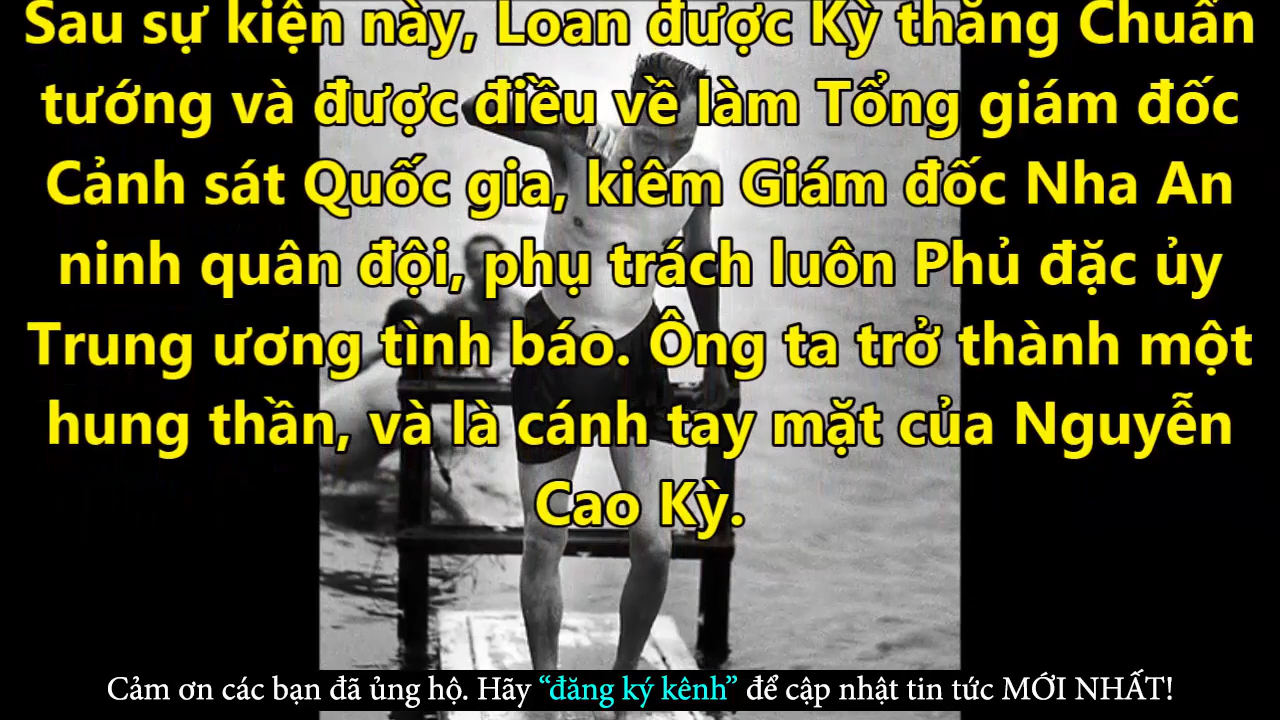 Sau sự kiện này, Loan được Kỳ thăng Chuẩn
tướng và được điều về làm Tổng giám đốc
Cảnh sát Quốc gia, kiêm Giám đốc Nha An
ninh quân đội, phụ trách luôn Phủ đặc ủy
Trung ương tình báo. Ông ta trở thành một
hung thần, và là cánh tay mặt của Nguyễn
Cao Kỳ.
Cảm ơn các bạn đã ủng hộ. Hãy “đăng ký kênh” để cập nhật tin tức MỚI NHẤT!